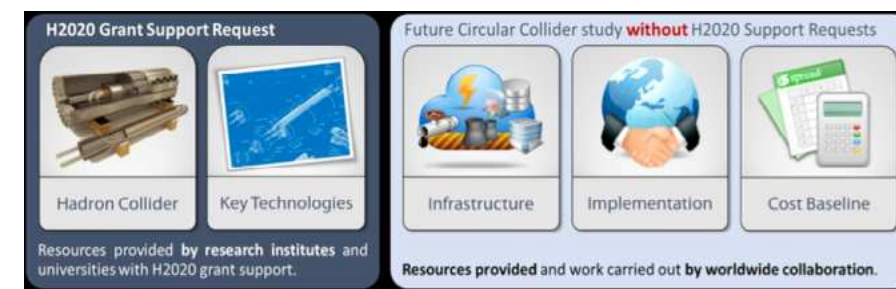 H2020 Grant Support Request
Hadron Collider
Key Technologies
Resources provided by research institutes and
universities with H2020 grant support.
Future Circular Collider study without H2020 Support Requests
spread
Infrastructure
Implementation
Cost Baseline
Resources provided and work carried out by worldwide collaboration.